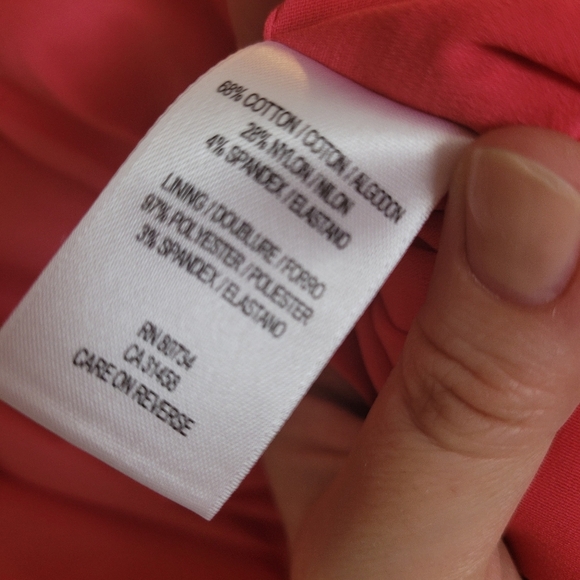 68% COTTON / COTON / ALGODON
28% NYLON / NILON
4% SPANDEX / ELASTANO
LINING / DOUBLURE / FORRO
97% POLYESTER / POLIESTER
3% SPANDEX / ELASTANO
RN 80734
CA 31458
CARE ON REVERSE